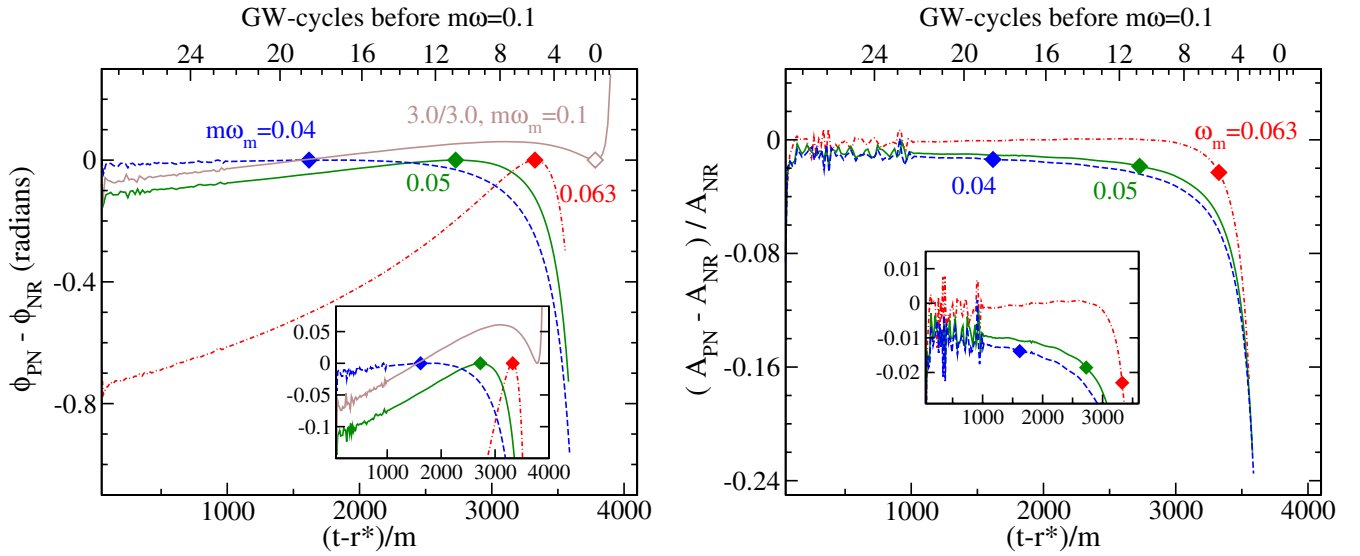 GW-cycles before mω=0.1
24 20 16 12 8 4 0
3.0/3.0, mω_m=0.1
mω_m=0.04
0.05
0.063
0
-0.4
-0.8
ϕ_PN - ϕ_NR (radians)
0.05
0
-0.05
-0.1
1000 2000 3000 4000
1000 2000 3000 4000
(t-r*)/m
GW-cycles before mω=0.1
24 20 16 12 8 4 2 0
ω_m=0.063
0.05
0.04
0
-0.08
-0.16
-0.24
( A_PN - A_NR ) / A_NR
0.01
0
-0.01
-0.02
1000 2000 3000
1000 2000 3000 4000
(t-r*)/m